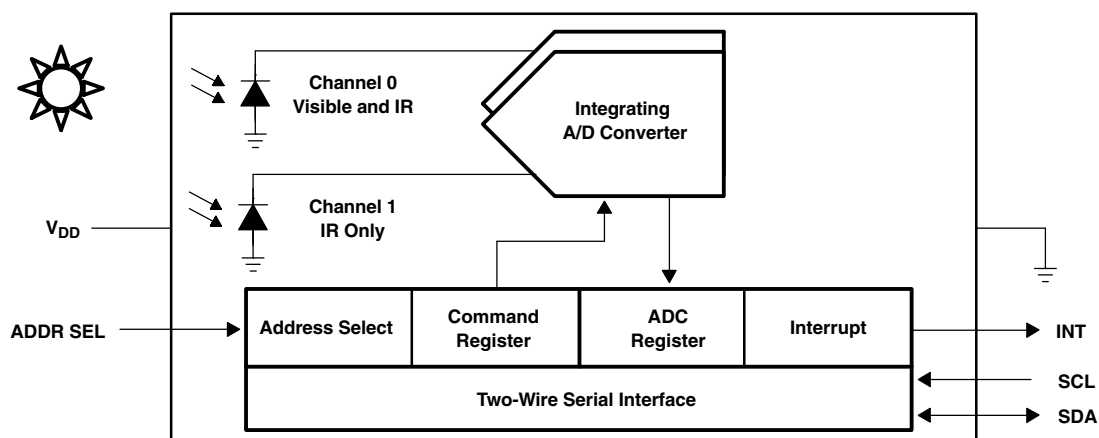 Channel 0
Visible and IR
Integrating
A/D Converter
Channel 1
IR Only
VDD
ADDR SEL
Address Select
Command
Register
ADC
Register
Interrupt
INT
Two-Wire Serial Interface
SCL
SDA